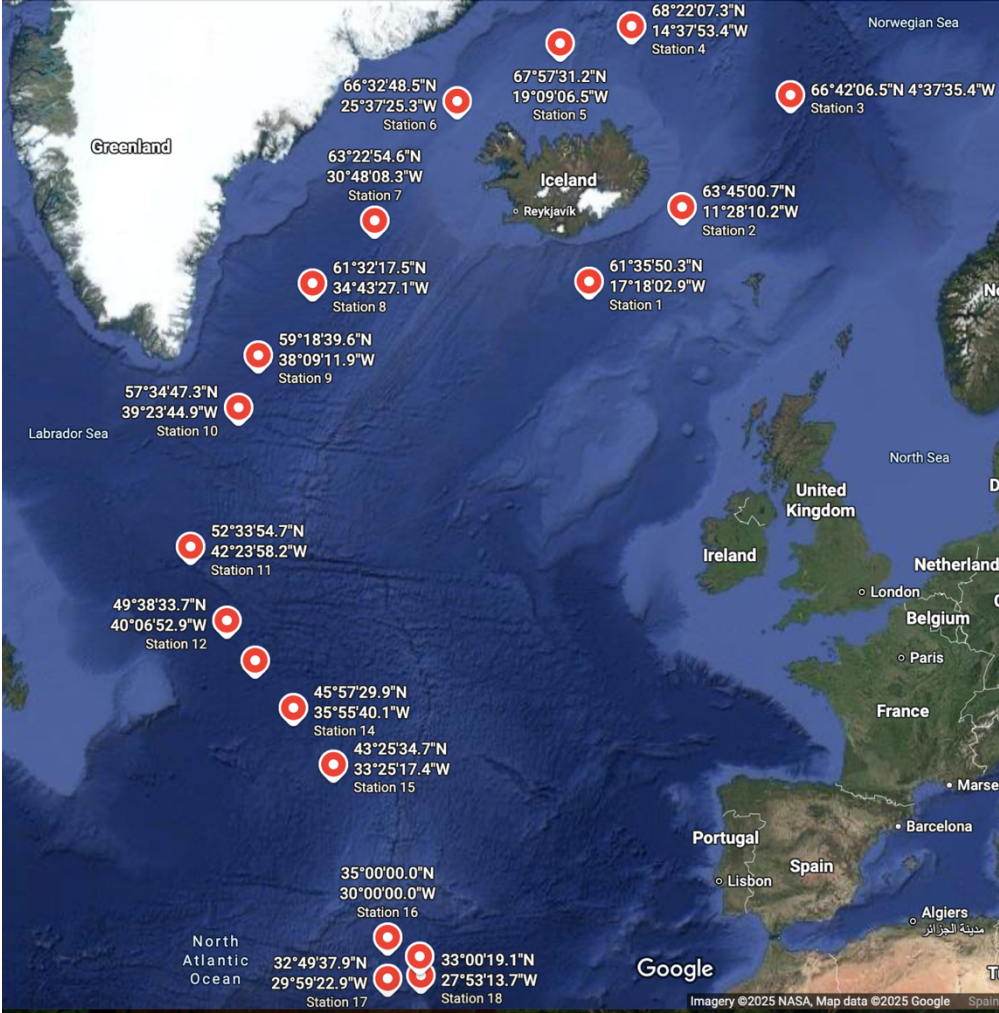 68°22'07.3"N
14°37'53.4"W
Station 4
Norwegian Sea
67°57'31.2"N
19°09'06.5"W
Station 5
66°32'48.5"N
25°37'25.3"W
Station 6
66°42'06.5"N 4°37'35.4"W
Station 3
Greenland
63°22'54.6"N
30°48'08.3"W
Station 7
Iceland
Reykjavík
63°45'00.7"N
11°28'10.2"W
Station 2
61°32'17.5"N
34°43'27.1"W
Station 8
61°35'50.3"N
17°18'02.9"W
Station 1
No
59°18'39.6"N
38°09'11.9"W
Station 9
57°34'47.3"N
39°23'44.9"W
Station 10
Labrador Sea
North Sea
United
Kingdom
D
52°33'54.7"N
42°23'58.2"W
Station 11
Ireland
Netherland
London
Belgium
49°38'33.7"N
40°06'52.9"W
Station 12
Paris
45°57'29.9"N
35°55'40.1"W
Station 14
France
43°25'34.7"N
33°25'17.4"W
Station 15
Marse
Barcelona
Portugal
Spain
Lisbon
35°00'00.0"N
30°00'00.0"W
Station 16
Algiers
مدينة الجزائر
North
Atlantic
Ocean
32°49'37.9"N
29°59'22.9"W
Station 17
33°00'19.1"N
27°53'13.7"W
Station 18
Google
Imagery ©2025 NASA, Map data ©2025 Google Spain